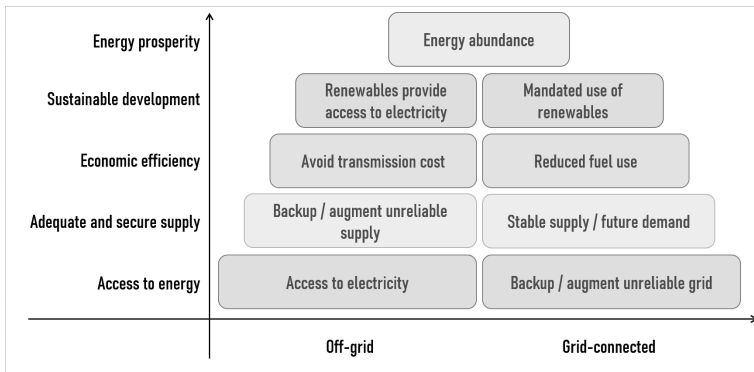 Energy prosperity
Energy abundance
Sustainable development
Renewables provide
access to electricity
Mandated use of
renewables
Economic efficiency
Avoid transmission cost
Reduced fuel use
Adequate and secure supply
Backup / augment unreliable
supply
Stable supply / future demand
Access to energy
Access to electricity
Backup / augment unreliable grid
Off-grid
Grid-connected